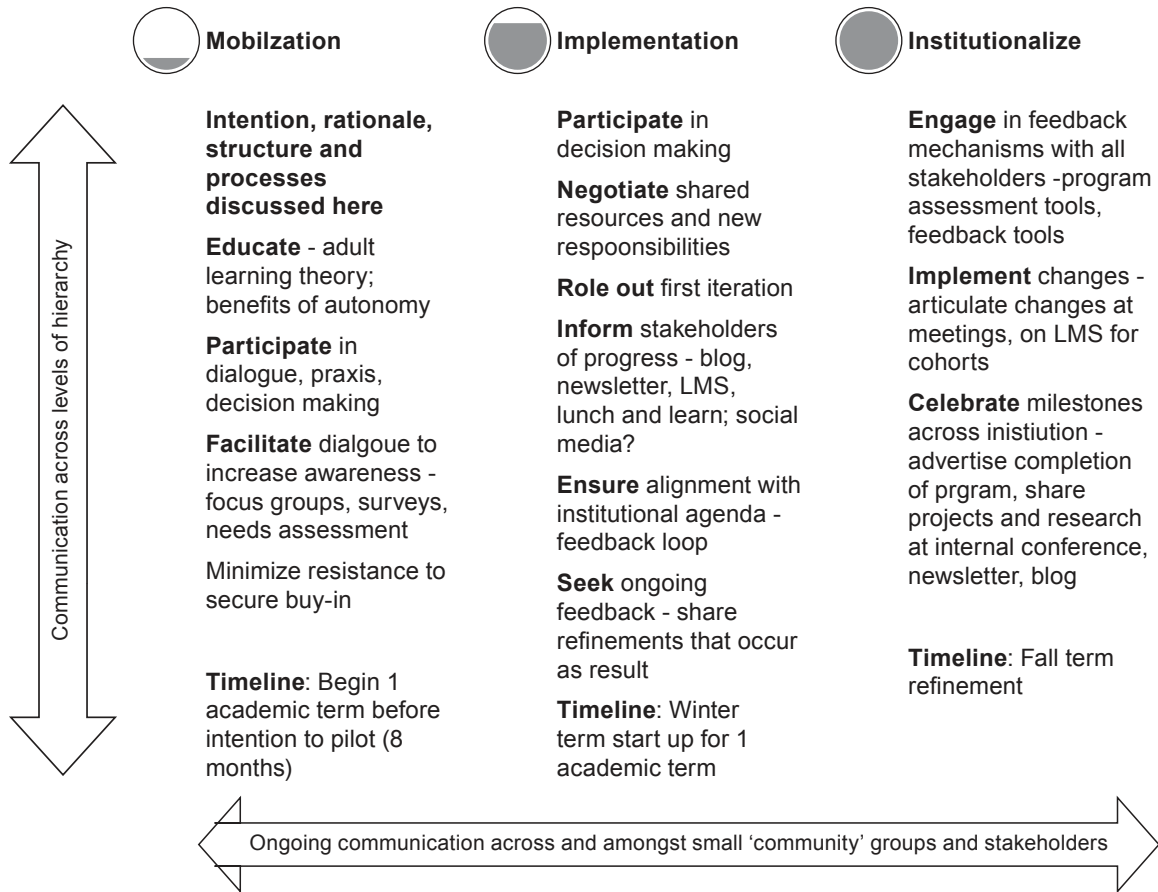 Mobilzation
Intention, rationale,
structure and
processes
discussed here
Educate - adult
learning theory;
benefits of autonomy
Participate in
dialogue, praxis,
decision making
Facilitate dialgoue to
increase awareness -
focus groups, surveys,
needs assessment
Minimize resistance to
secure buy-in
Timeline: Begin 1
academic term before
intention to pilot (8
months)
Implementation
Participate in
decision making
Negotiate shared
resources and new
respoonsibilities
Role out first iteration
Inform stakeholders
of progress - blog,
newsletter, LMS,
lunch and learn; social
media?
Ensure alignment with
institutional agenda -
feedback loop
Seek ongoing
feedback - share
refinements that occur
as result
Timeline: Winter
term start up for 1
academic term
Institutionalize
Engage in feedback
mechanisms with all
stakeholders -program
assessment tools,
feedback tools
Implement changes -
articulate changes at
meetings, on LMS for
cohorts
Celebrate milestones
across inistiution -
advertise completion
of prgram, share
projects and research
at internal conference,
newsletter, blog
Timeline: Fall term
refinement
Communication across levels of hierarchy
Ongoing communication across and amongst small ‘community’ groups and stakeholders